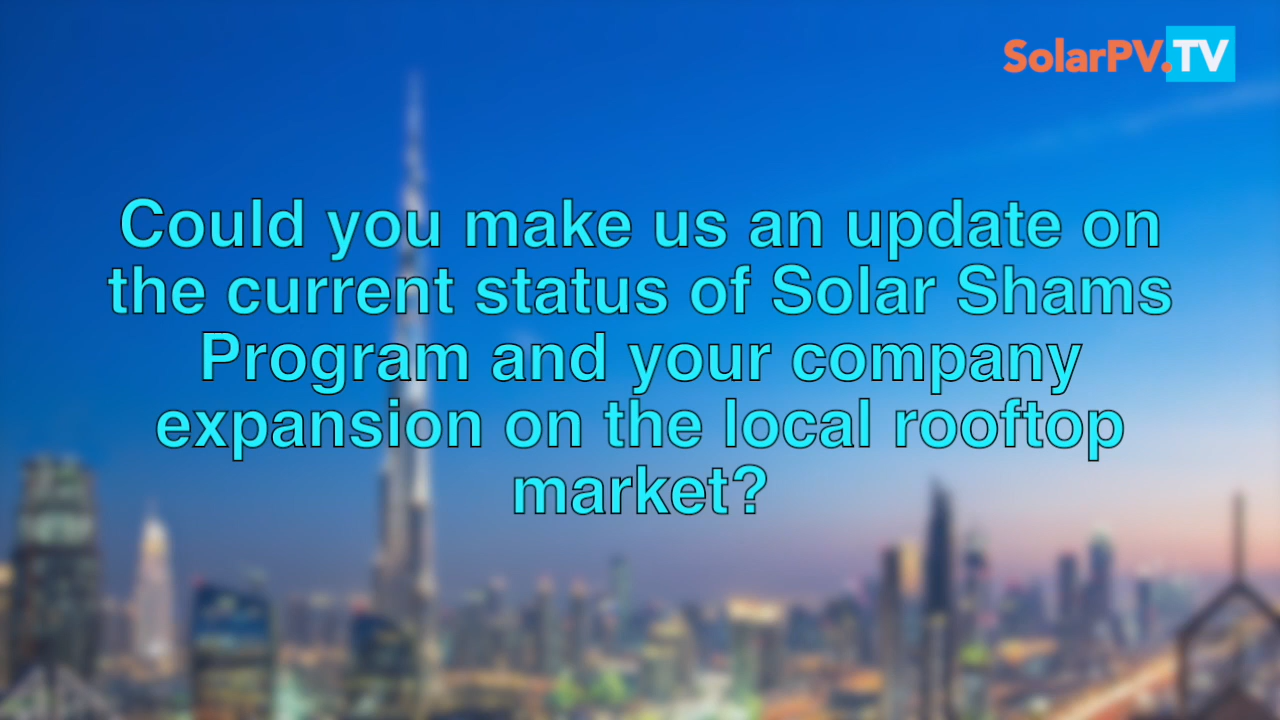 SolarPV.TV
Could you make us an update on
the current status of Solar Shams
Program and your company
expansion on the local rooftop
market?